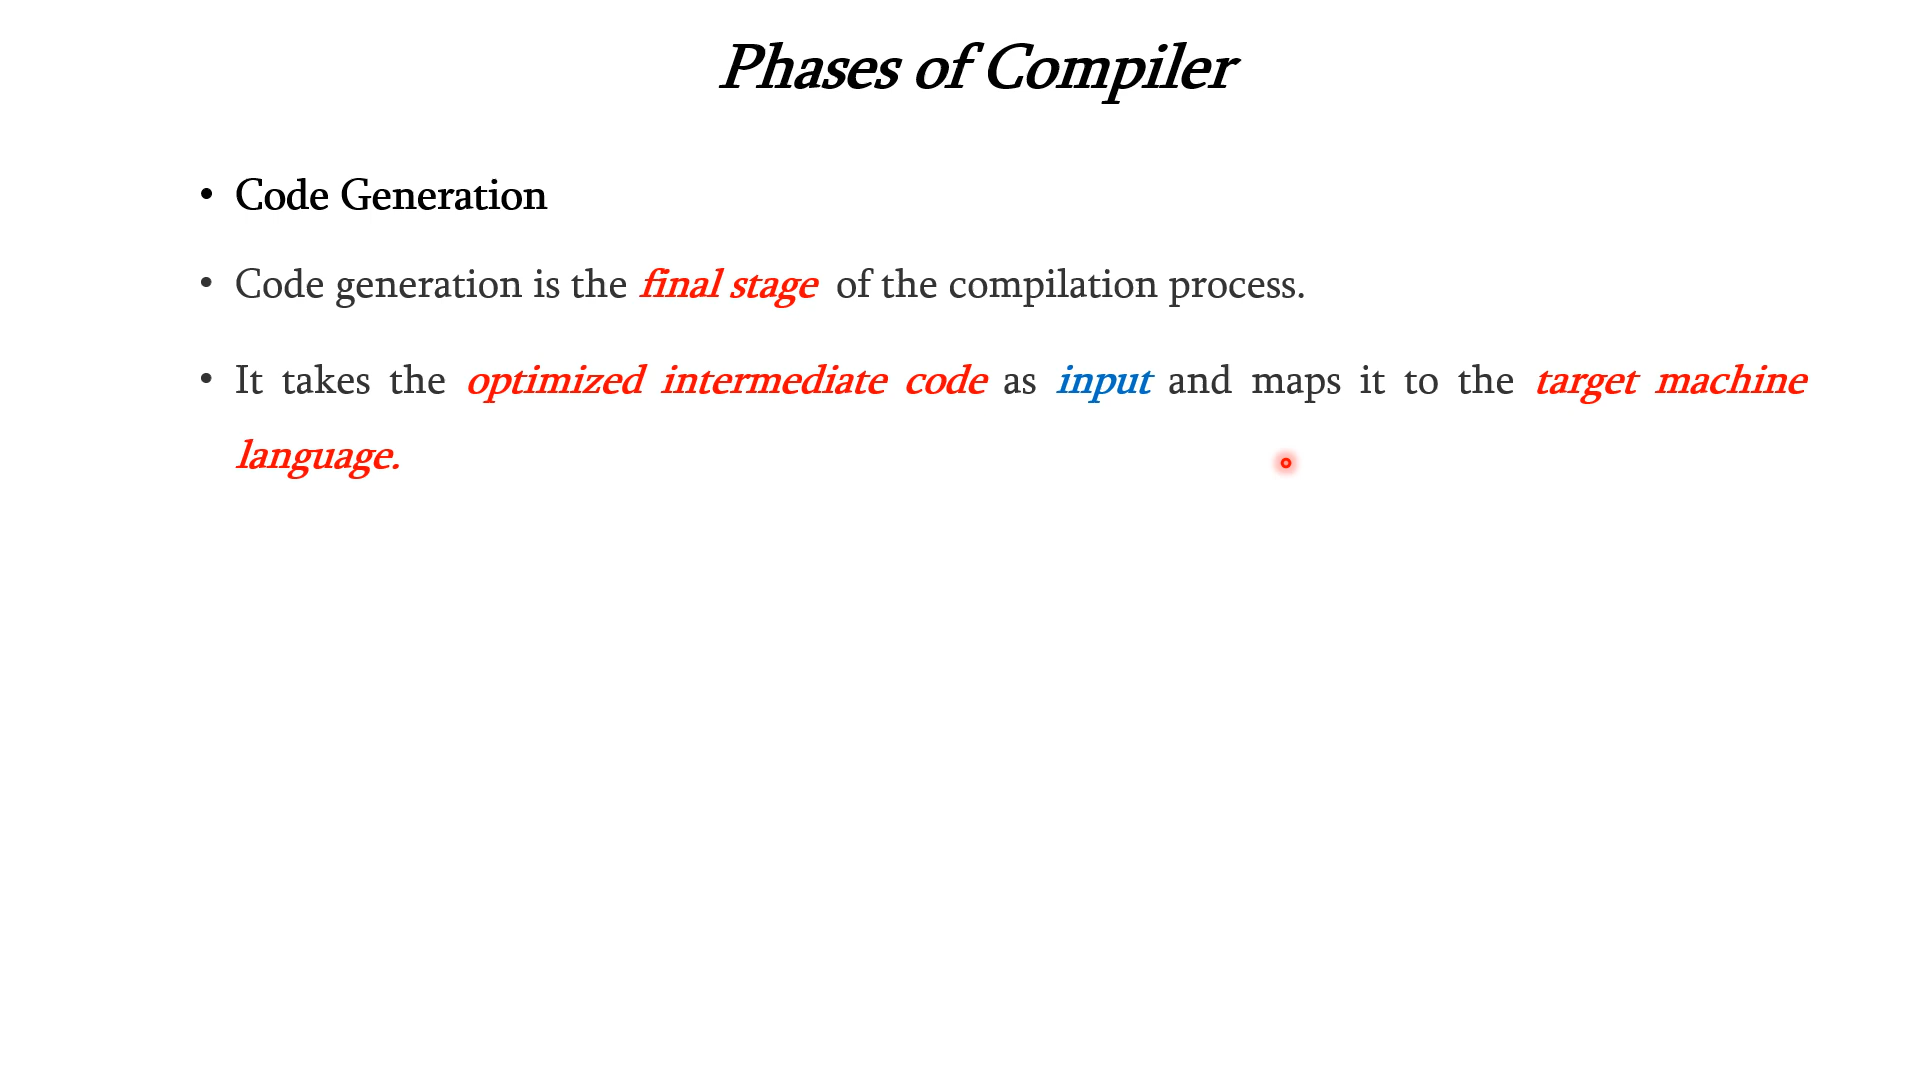 Phases of Compiler
• Code Generation
• Code generation is the final stage of the compilation process.
• It takes the optimized intermediate code as input and maps it to the target machine
language.